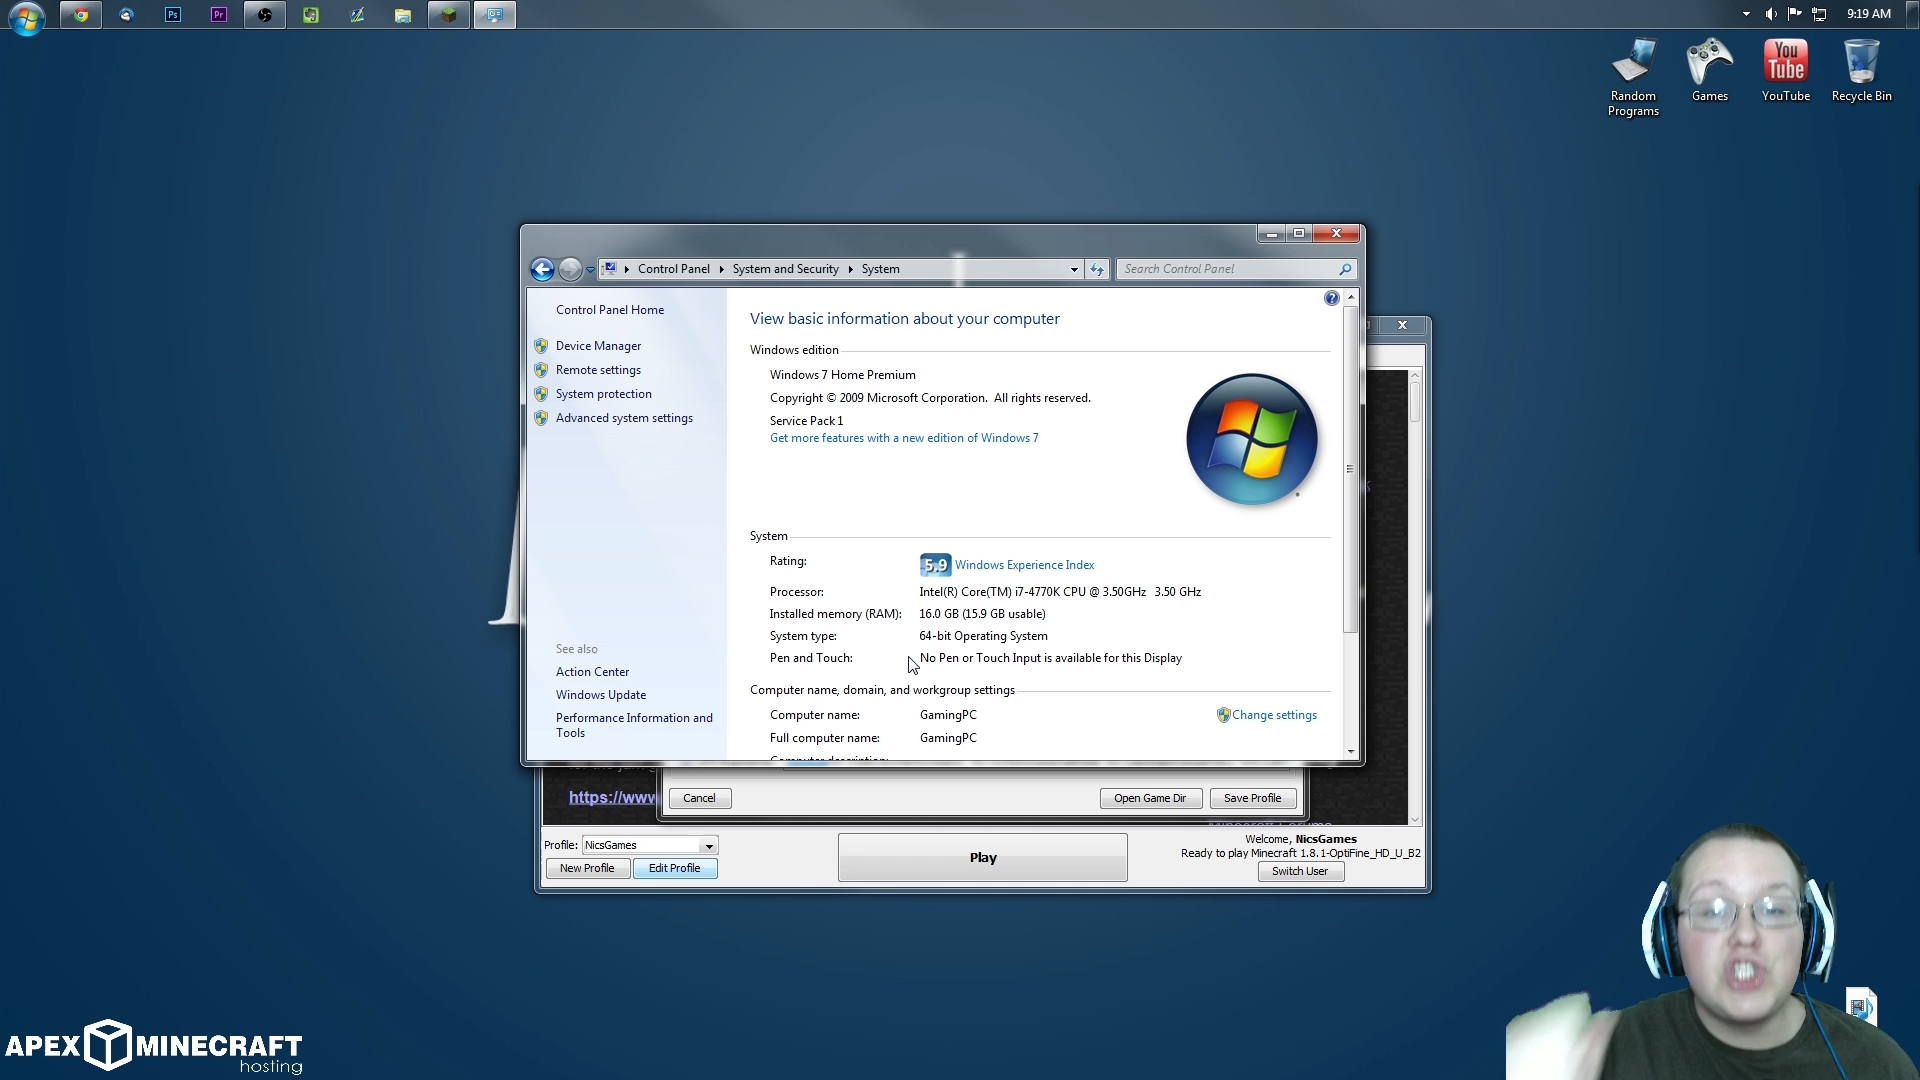 Ps
Pr
9:19 AM
Random
Programs
Games
You
Tube
YouTube
Recycle Bin
Control Panel
System and Security
System
Search Control Panel
Control Panel Home
Device Manager
Remote settings
System protection
Advanced system settings
See also
Action Center
Windows Update
Performance Information and
Tools
View basic information about your computer
Windows edition
Windows 7 Home Premium
Copyright © 2009 Microsoft Corporation.  All rights reserved.
Service Pack 1
Get more features with a new edition of Windows 7
System
Rating:
5.9 Windows Experience Index
Processor: Intel(R) Core(TM) i7-4770K CPU @ 3.50GHz  3.50 GHz
Installed memory (RAM): 16.0 GB (15.9 GB usable)
System type: 64-bit Operating System
Pen and Touch: No Pen or Touch Input is available for this Display
Computer name, domain, and workgroup settings
Computer name: GamingPC
Change settings
Full computer name: GamingPC
Computer description:
https://www
Cancel
Open Game Dir
Save Profile
Minecraft Forums
Profile: NicsGames
New Profile
Edit Profile
Play
Welcome, NicsGames
Ready to play Minecraft 1.8.1-OptiFine_HD_U_B2
Switch User
APEX MINECRAFT
hosting